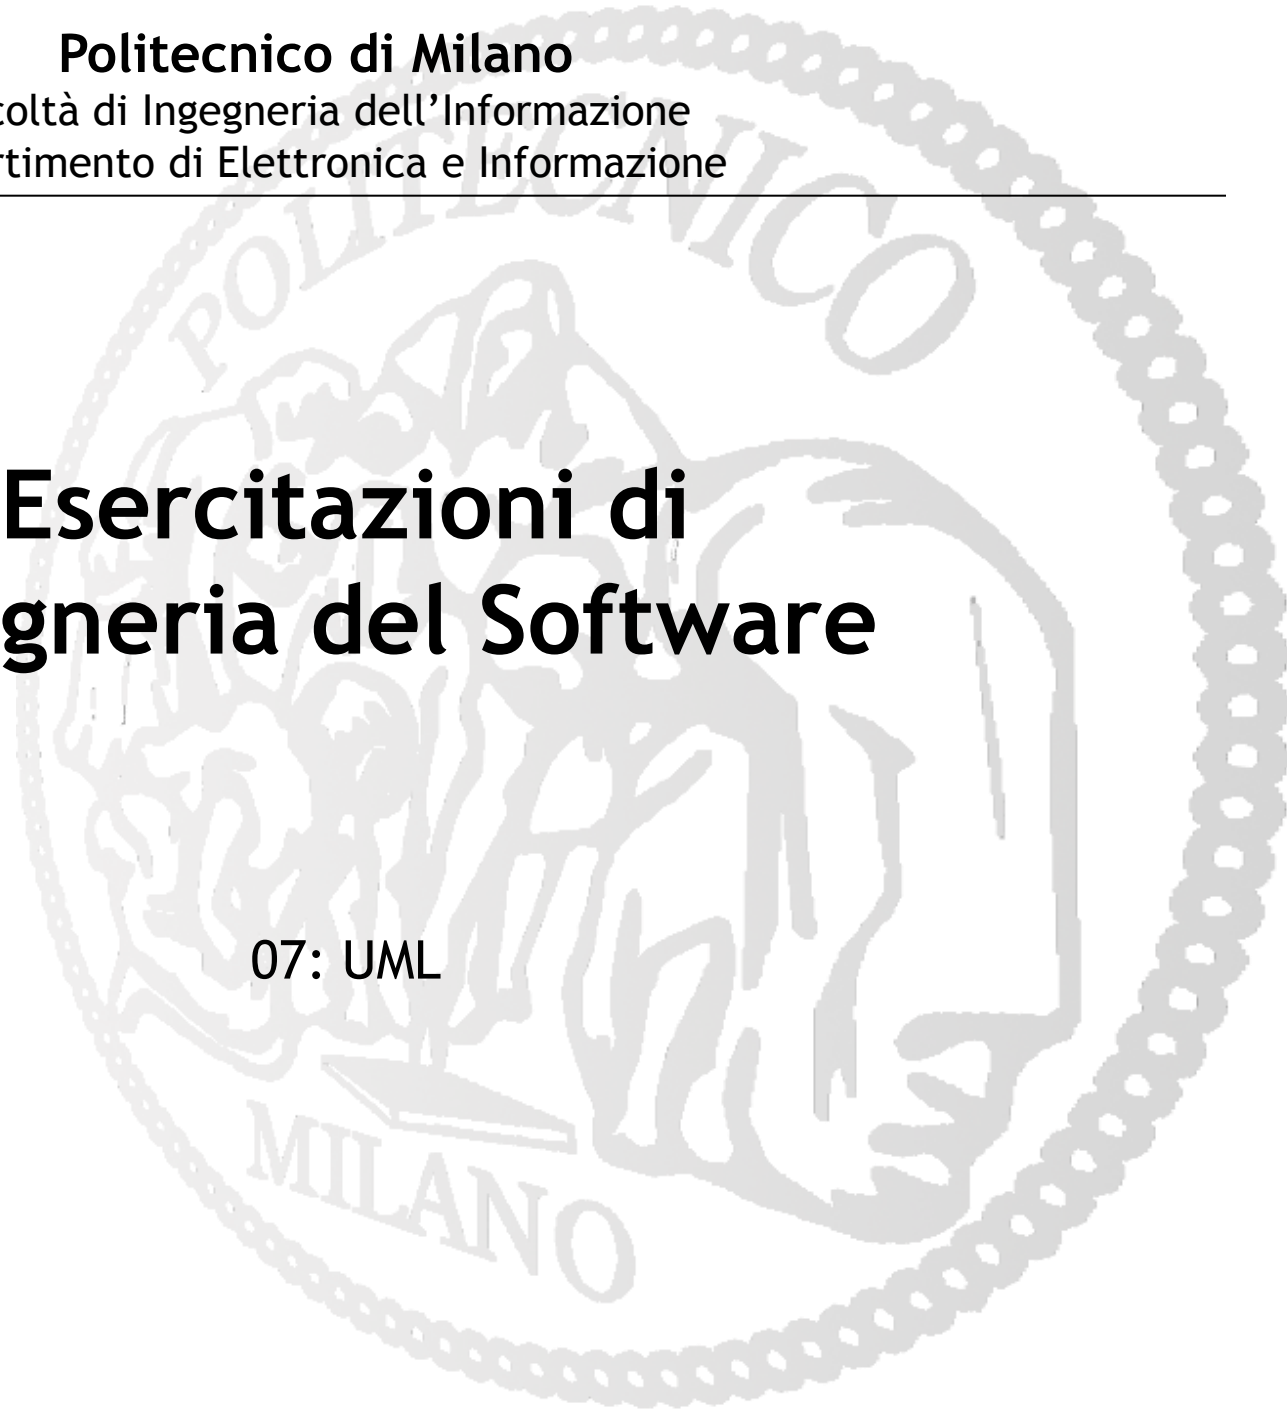 Politecnico di Milano
coltà di Ingegneria dell’Informazione
rtimento di Elettronica e Informazione
POLITECNICO
Esercitazioni di
gneria del Software
07: UML
MILANO